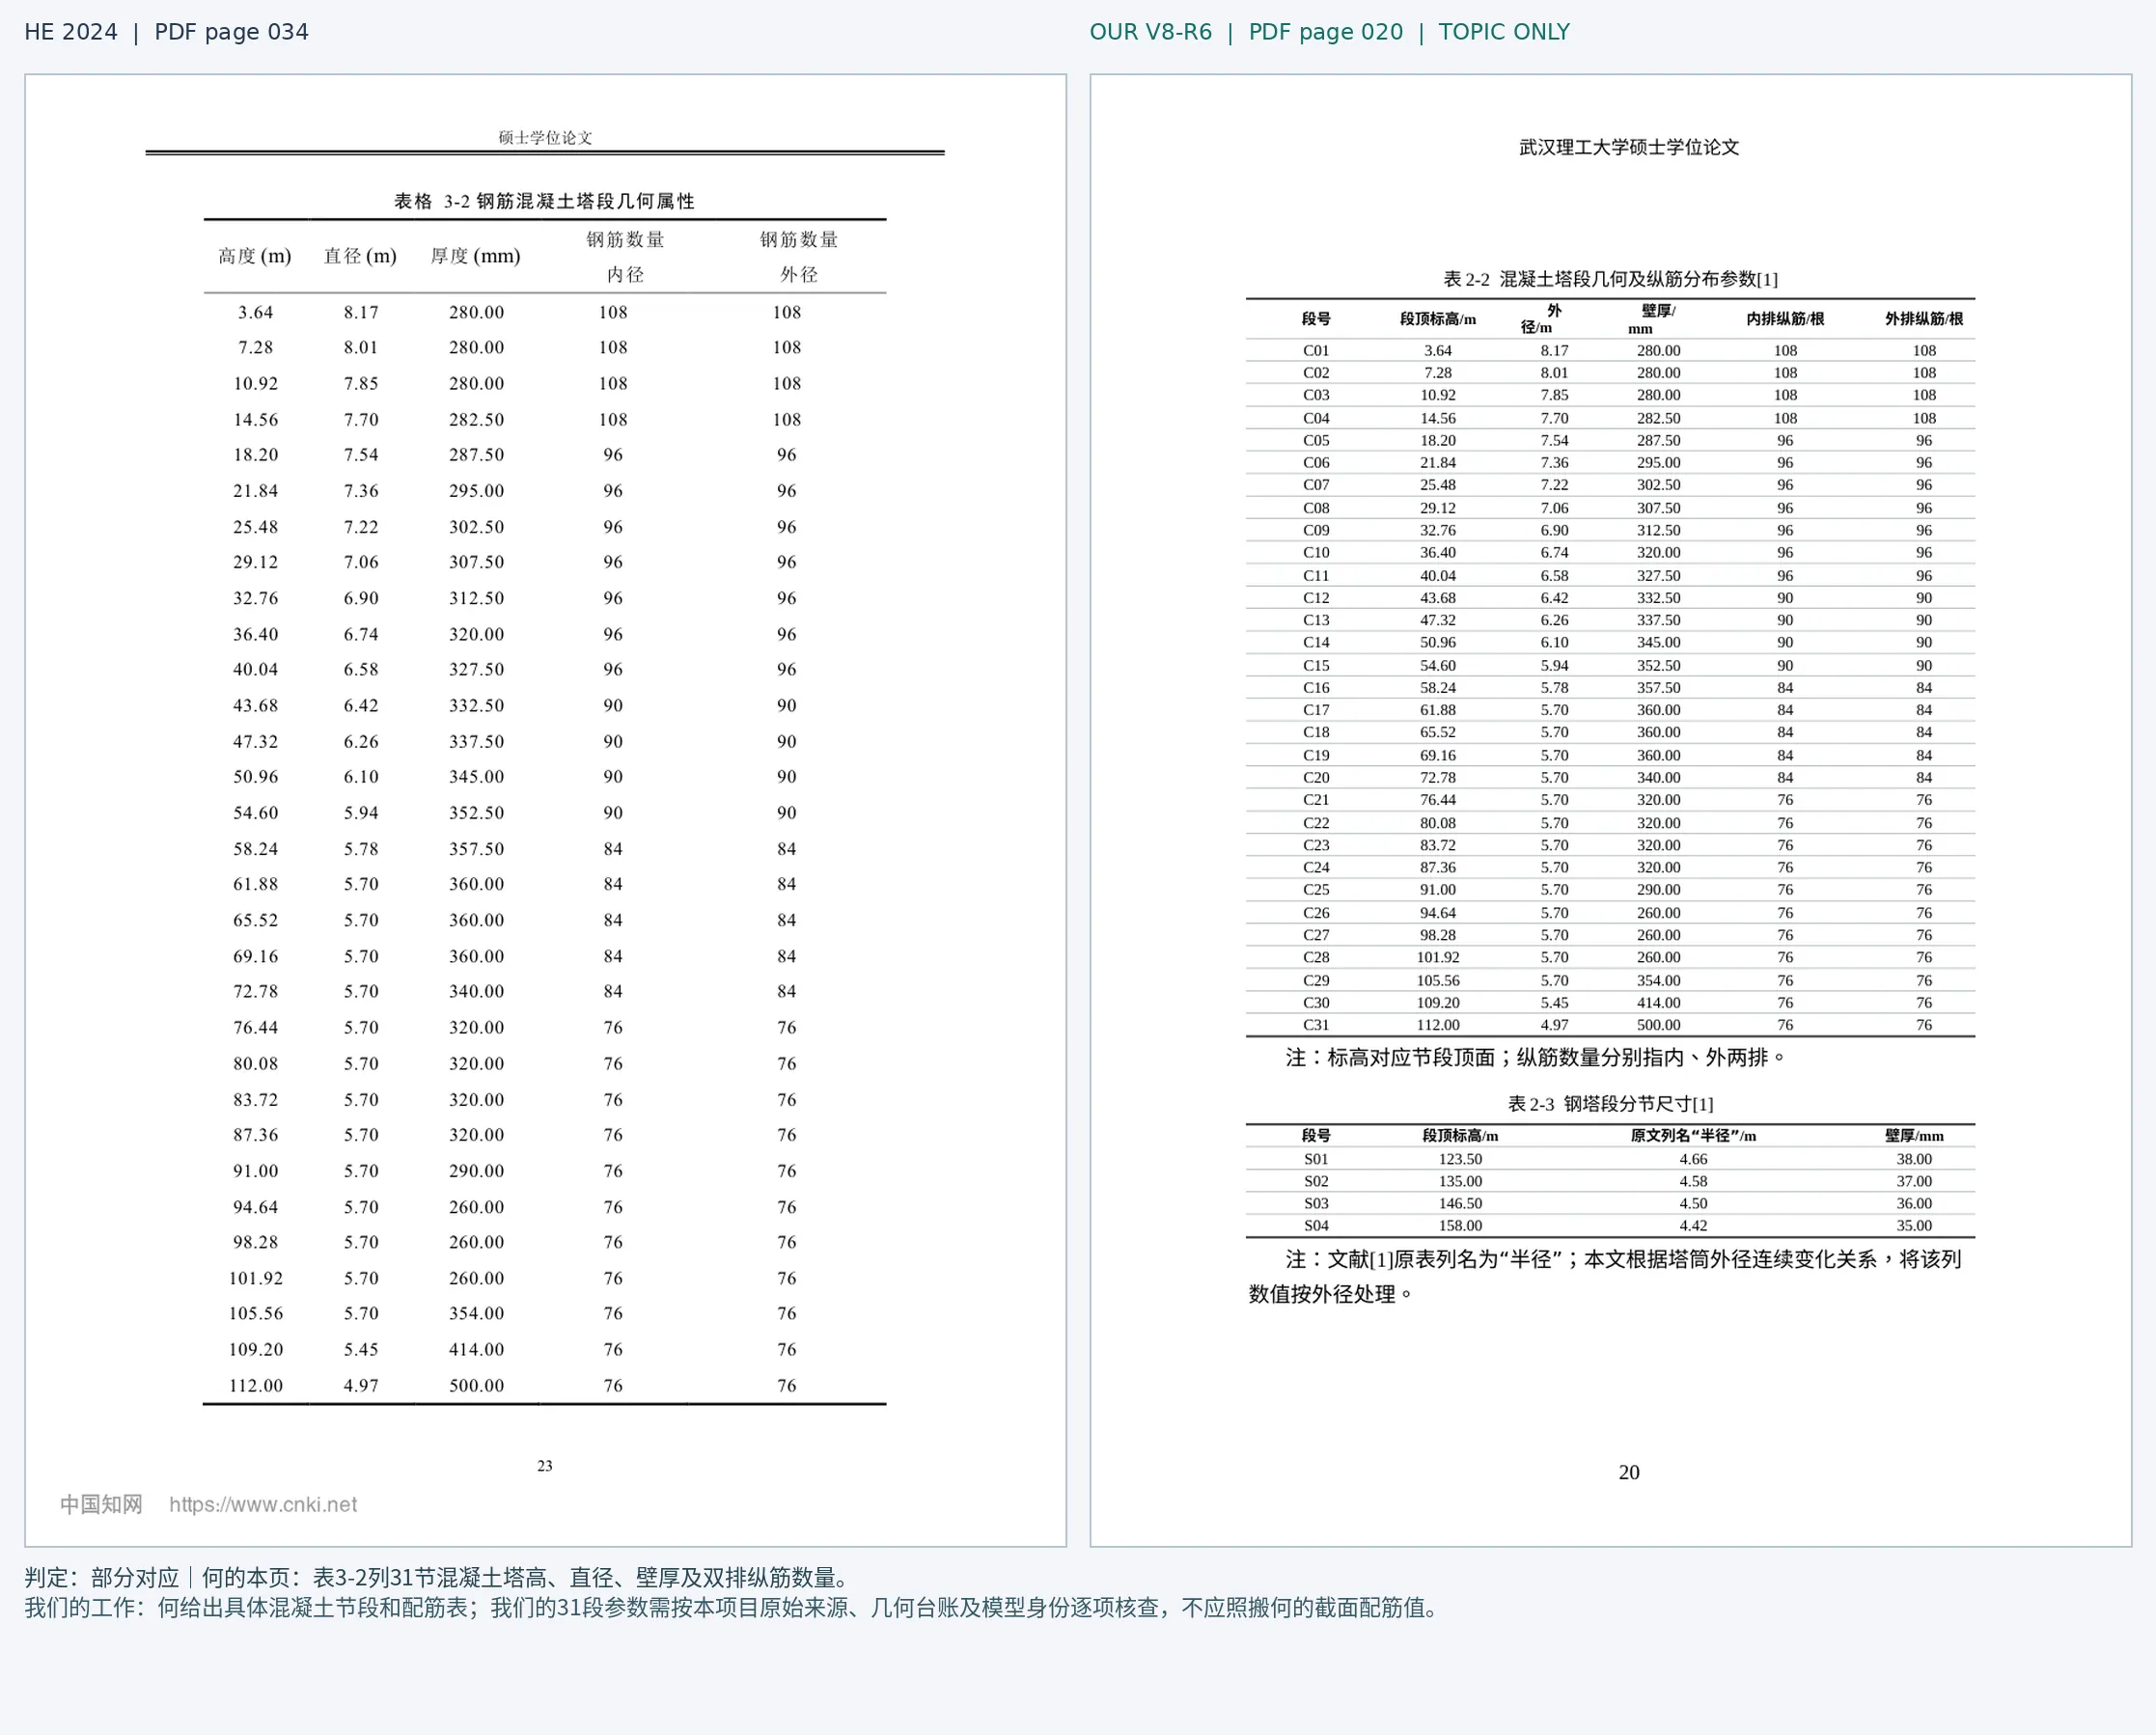 HE 2024 | PDF page 034
硕士学位论文
表格 3-2 钢筋混凝土塔段几何属性
高度 (m) 直径 (m) 厚度 (mm) 钢筋数量 内径 钢筋数量 外径
3.64 8.17 280.00 108 108
7.28 8.01 280.00 108 108
10.92 7.85 280.00 108 108
14.56 7.70 282.50 108 108
18.20 7.54 287.50 96 96
21.84 7.36 295.00 96 96
25.48 7.22 302.50 96 96
29.12 7.06 307.50 96 96
32.76 6.90 312.50 96 96
36.40 6.74 320.00 96 96
40.04 6.58 327.50 96 96
43.68 6.42 332.50 90 90
47.32 6.26 337.50 90 90
50.96 6.10 345.00 90 90
54.60 5.94 352.50 90 90
58.24 5.78 357.50 84 84
61.88 5.70 360.00 84 84
65.52 5.70 360.00 84 84
69.16 5.70 360.00 84 84
72.78 5.70 340.00 84 84
76.44 5.70 320.00 76 76
80.08 5.70 320.00 76 76
83.72 5.70 320.00 76 76
87.36 5.70 320.00 76 76
91.00 5.70 290.00 76 76
94.64 5.70 260.00 76 76
98.28 5.70 260.00 76 76
101.92 5.70 260.00 76 76
105.56 5.70 354.00 76 76
109.20 5.45 414.00 76 76
112.00 4.97 500.00 76 76
23
中国知网 https://www.cnki.net
OUR V8-R6 | PDF page 020 | TOPIC ONLY
武汉理工大学硕士学位论文
表 2-2 混凝土塔段几何及纵筋分布参数[1]
段号 段顶标高/m 外径/m 壁厚/mm 内排纵筋/根 外排纵筋/根
C01 3.64 8.17 280.00 108 108
C02 7.28 8.01 280.00 108 108
C03 10.92 7.85 280.00 108 108
C04 14.56 7.70 282.50 108 108
C05 18.20 7.54 287.50 96 96
C06 21.84 7.36 295.00 96 96
C07 25.48 7.22 302.50 96 96
C08 29.12 7.06 307.50 96 96
C09 32.76 6.90 312.50 96 96
C10 36.40 6.74 320.00 96 96
C11 40.04 6.58 327.50 96 96
C12 43.68 6.42 332.50 90 90
C13 47.32 6.26 337.50 90 90
C14 50.96 6.10 345.00 90 90
C15 54.60 5.94 352.50 90 90
C16 58.24 5.78 357.50 84 84
C17 61.88 5.70 360.00 84 84
C18 65.52 5.70 360.00 84 84
C19 69.16 5.70 360.00 84 84
C20 72.78 5.70 340.00 84 84
C21 76.44 5.70 320.00 76 76
C22 80.08 5.70 320.00 76 76
C23 83.72 5.70 320.00 76 76
C24 87.36 5.70 320.00 76 76
C25 91.00 5.70 290.00 76 76
C26 94.64 5.70 260.00 76 76
C27 98.28 5.70 260.00 76 76
C28 101.92 5.70 260.00 76 76
C29 105.56 5.70 354.00 76 76
C30 109.20 5.45 414.00 76 76
C31 112.00 4.97 500.00 76 76
注：标高对应节段顶面；纵筋数量分别指内、外两排。
表 2-3 钢塔段分节尺寸[1]
段号 段顶标高/m 原文列名“半径”/m 壁厚/mm
S01 123.50 4.66 38.00
S02 135.00 4.58 37.00
S03 146.50 4.50 36.00
S04 158.00 4.42 35.00
注：文献[1]原表列名为“半径”；本文根据塔筒外径连续变化关系，将该列
数值按外径处理。
20
判定：部分对应｜何的本页：表3-2列31节混凝土塔高、直径、壁厚及双排纵筋数量。
我们的工作：何给出具体混凝土节段和配筋表；我们的31段参数需按本项目原始来源、几何台账及模型身份逐项核查，不应照搬何的截面配筋值。